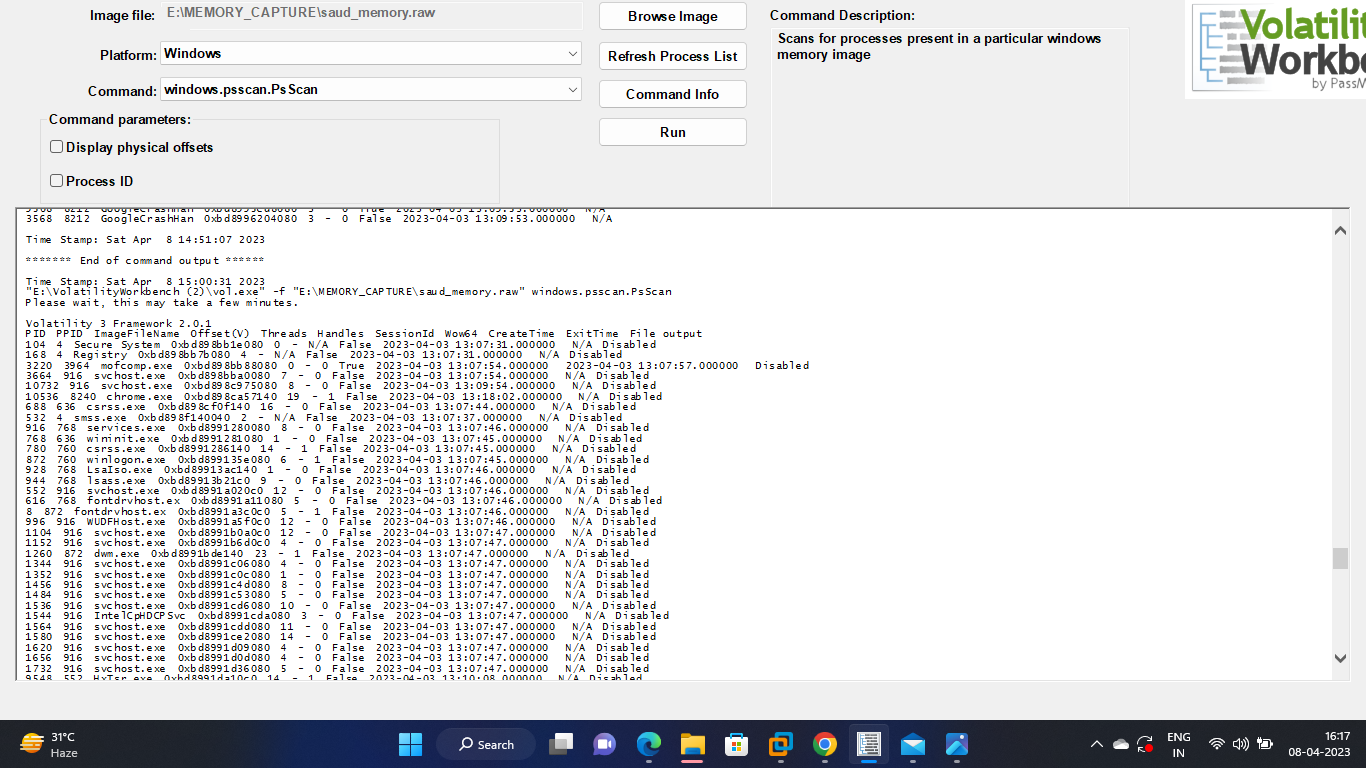 Image file: E:\MEMORY_CAPTURE\saud_memory.raw
Browse Image
Platform: Windows
Refresh Process List
Command: windows.psscan.PsScan
Command Info
Command parameters:
Display physical offsets
Run
Process ID
Command Description:
Scans for processes present in a particular windows
memory image
Volatili
Workbe
by PassM
3568 8212 GoogleCrashHan 0xbd8996204080 3 - 0 False 2023-04-03 13:09:53.000000 N/A
Time Stamp: Sat Apr 8 14:51:07 2023
******* End of command output ******
Time Stamp: Sat Apr 8 15:00:31 2023
"E:\VolatilityWorkbench (2)\vol.exe" -f "E:\MEMORY_CAPTURE\saud_memory.raw" windows.psscan.PsScan
Please wait, this may take a few minutes.
Volatility 3 Framework 2.0.1
PID PPID ImageFileName Offset(V) Threads Handles SessionId Wow64 CreateTime ExitTime File output
104 4 Secure System 0xbd898bb1e080 0 - N/A False 2023-04-03 13:07:31.000000 N/A Disabled
168 4 Registry 0xbd898bb7b080 4 - N/A False 2023-04-03 13:07:31.000000 N/A Disabled
3220 3964 mofcomp.exe 0xbd898bb88080 0 - 0 True 2023-04-03 13:07:54.000000 2023-04-03 13:07:57.000000 Disabled
3664 916 svchost.exe 0xbd898bba0080 7 - 0 False 2023-04-03 13:07:54.000000 N/A Disabled
10732 916 svchost.exe 0xbd898c975080 8 - 0 False 2023-04-03 13:09:54.000000 N/A Disabled
10536 8240 chrome.exe 0xbd898ca57140 19 - 1 False 2023-04-03 13:18:02.000000 N/A Disabled
688 636 csrss.exe 0xbd898cf0f140 16 - 0 False 2023-04-03 13:07:44.000000 N/A Disabled
532 4 smss.exe 0xbd898f140040 2 - N/A False 2023-04-03 13:07:37.000000 N/A Disabled
916 768 services.exe 0xbd8991280080 8 - 0 False 2023-04-03 13:07:46.000000 N/A Disabled
768 636 wininit.exe 0xbd8991281080 1 - 0 False 2023-04-03 13:07:45.000000 N/A Disabled
780 760 csrss.exe 0xbd8991286140 14 - 1 False 2023-04-03 13:07:45.000000 N/A Disabled
872 760 winlogon.exe 0xbd899135e080 6 - 1 False 2023-04-03 13:07:45.000000 N/A Disabled
928 768 LsaIso.exe 0xbd89913ac140 1 - 0 False 2023-04-03 13:07:46.000000 N/A Disabled
944 768 lsass.exe 0xbd89913b21c0 9 - 0 False 2023-04-03 13:07:46.000000 N/A Disabled
552 916 svchost.exe 0xbd8991a020c0 12 - 0 False 2023-04-03 13:07:46.000000 N/A Disabled
616 768 fontdrvhost.ex 0xbd8991a11080 5 - 0 False 2023-04-03 13:07:46.000000 N/A Disabled
8 872 fontdrvhost.ex 0xbd8991a3c0c0 5 - 1 False 2023-04-03 13:07:46.000000 N/A Disabled
996 916 WUDFHost.exe 0xbd8991a5f0c0 12 - 0 False 2023-04-03 13:07:46.000000 N/A Disabled
1104 916 svchost.exe 0xbd8991b0a0c0 12 - 0 False 2023-04-03 13:07:47.000000 N/A Disabled
1152 916 svchost.exe 0xbd8991b6d0c0 4 - 0 False 2023-04-03 13:07:47.000000 N/A Disabled
1260 872 dwm.exe 0xbd8991bde140 23 - 1 False 2023-04-03 13:07:47.000000 N/A Disabled
1344 916 svchost.exe 0xbd8991c06080 4 - 0 False 2023-04-03 13:07:47.000000 N/A Disabled
1352 916 svchost.exe 0xbd8991c0c080 1 - 0 False 2023-04-03 13:07:47.000000 N/A Disabled
1456 916 svchost.exe 0xbd8991c4d080 8 - 0 False 2023-04-03 13:07:47.000000 N/A Disabled
1484 916 svchost.exe 0xbd8991c53080 5 - 0 False 2023-04-03 13:07:47.000000 N/A Disabled
1536 916 svchost.exe 0xbd8991cd6080 10 - 0 False 2023-04-03 13:07:47.000000 N/A Disabled
1544 916 IntelCpHDCPSvc 0xbd8991cda080 3 - 0 False 2023-04-03 13:07:47.000000 N/A Disabled
1564 916 svchost.exe 0xbd8991cdd080 11 - 0 False 2023-04-03 13:07:47.000000 N/A Disabled
1580 916 svchost.exe 0xbd8991ce2080 14 - 0 False 2023-04-03 13:07:47.000000 N/A Disabled
1620 916 svchost.exe 0xbd8991d09080 4 - 0 False 2023-04-03 13:07:47.000000 N/A Disabled
1656 916 svchost.exe 0xbd8991d0d080 4 - 0 False 2023-04-03 13:07:47.000000 N/A Disabled
1732 916 svchost.exe 0xbd8991d36080 5 - 0 False 2023-04-03 13:07:47.000000 N/A Disabled
9548 552 HxTsr.exe 0xbd8991da10c0 14 - 1 False 2023-04-03 13:10:08.000000 N/A Disabled
31°C
Haze
Search
ENG
IN
16:17
08-04-2023